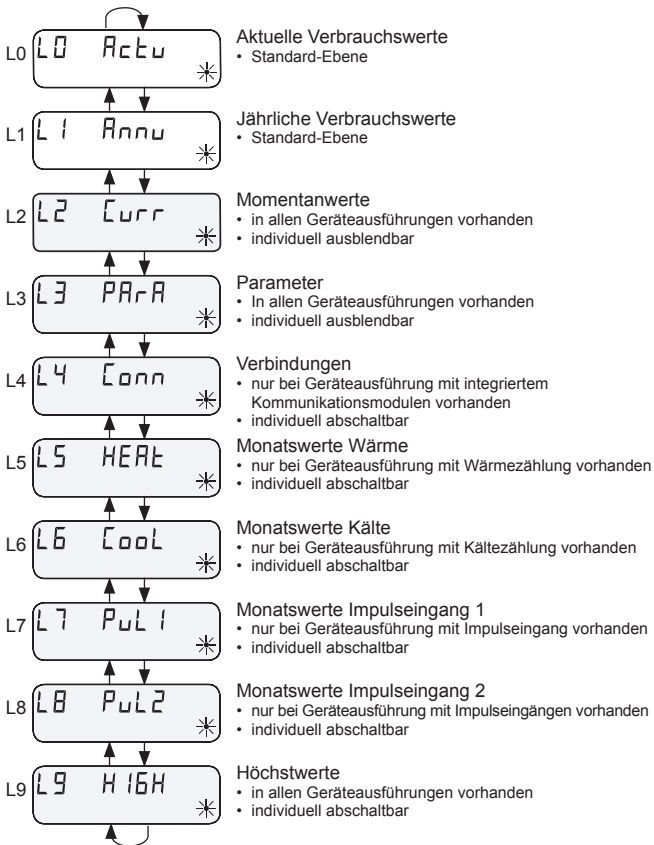 L0 L0 Actu
Aktuelle Verbrauchswerte
• Standard-Ebene
L1 L1 Annu
Jährliche Verbrauchswerte
• Standard-Ebene
L2 L2 Curr
Momentanwerte
• in allen Geräteausführungen vorhanden
• individuell ausblendbar
L3 L3 PArA
Parameter
• In allen Geräteausführungen vorhanden
• individuell ausblendbar
L4 L4 Conn
Verbindungen
• nur bei Geräteausführung mit integriertem
Kommunikationsmodulen vorhanden
• individuell abschaltbar
L5 L5 HEAt
Monatswerte Wärme
• nur bei Geräteausführung mit Wärmezählung vorhanden
• individuell abschaltbar
L6 L6 CooL
Monatswerte Kälte
• nur bei Geräteausführung mit Kältezählung vorhanden
• individuell abschaltbar
L7 L7 PuL1
Monatswerte Impulseingang 1
• nur bei Geräteausführung mit Impulseingang vorhanden
• individuell abschaltbar
L8 L8 PuL2
Monatswerte Impulseingang 2
• nur bei Geräteausführung mit Impulseingängen vorhanden
• individuell abschaltbar
L9 L9 HIGH
Höchstwerte
• in allen Geräteausführungen vorhanden
• individuell abschaltbar